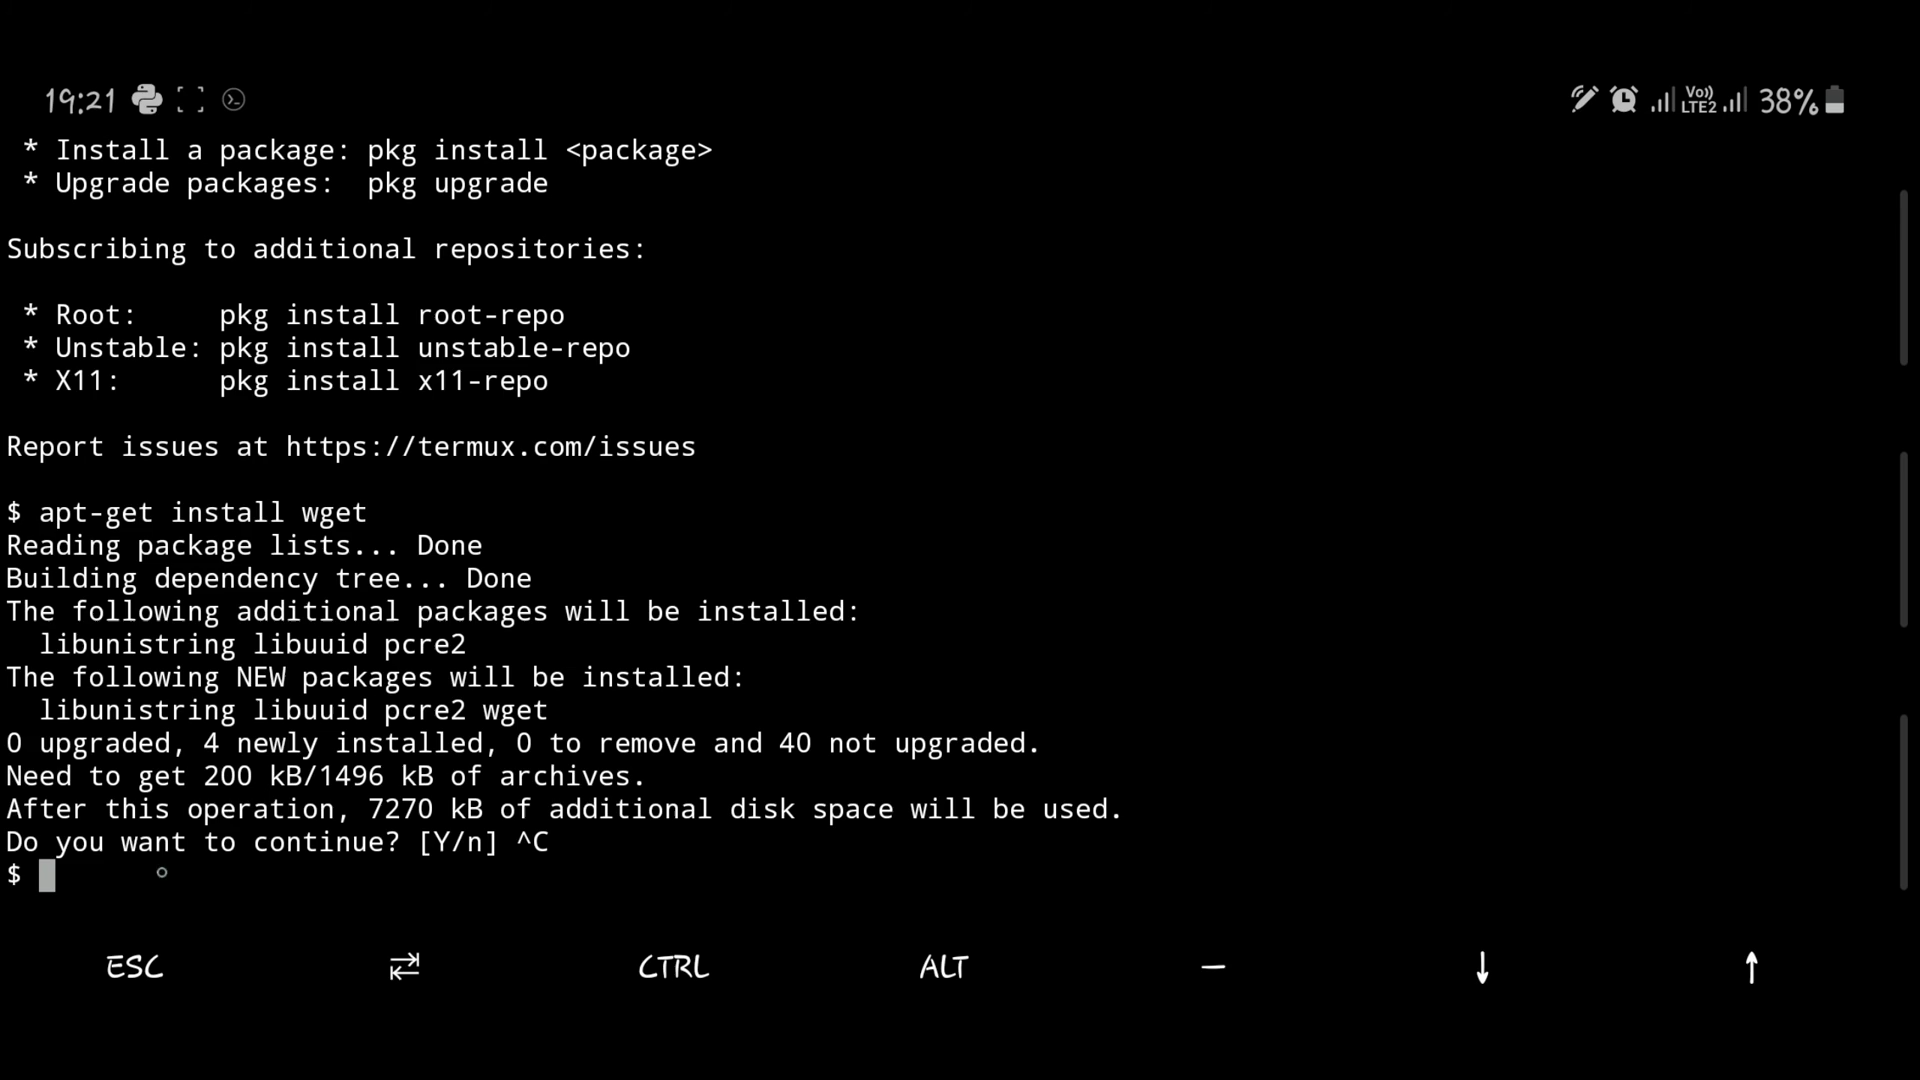 19:21 Vo)) LTE2 38%
* Install a package: pkg install <package>
* Upgrade packages:  pkg upgrade
Subscribing to additional repositories:
* Root:     pkg install root-repo
* Unstable: pkg install unstable-repo
* X11:      pkg install x11-repo
Report issues at https://termux.com/issues
$ apt-get install wget
Reading package lists... Done
Building dependency tree... Done
The following additional packages will be installed:
  libunistring libuuid pcre2
The following NEW packages will be installed:
  libunistring libuuid pcre2 wget
0 upgraded, 4 newly installed, 0 to remove and 40 not upgraded.
Need to get 200 kB/1496 kB of archives.
After this operation, 7270 kB of additional disk space will be used.
Do you want to continue? [Y/n] ^C
$
ESC ⇄ CTRL ALT — ↓ ↑